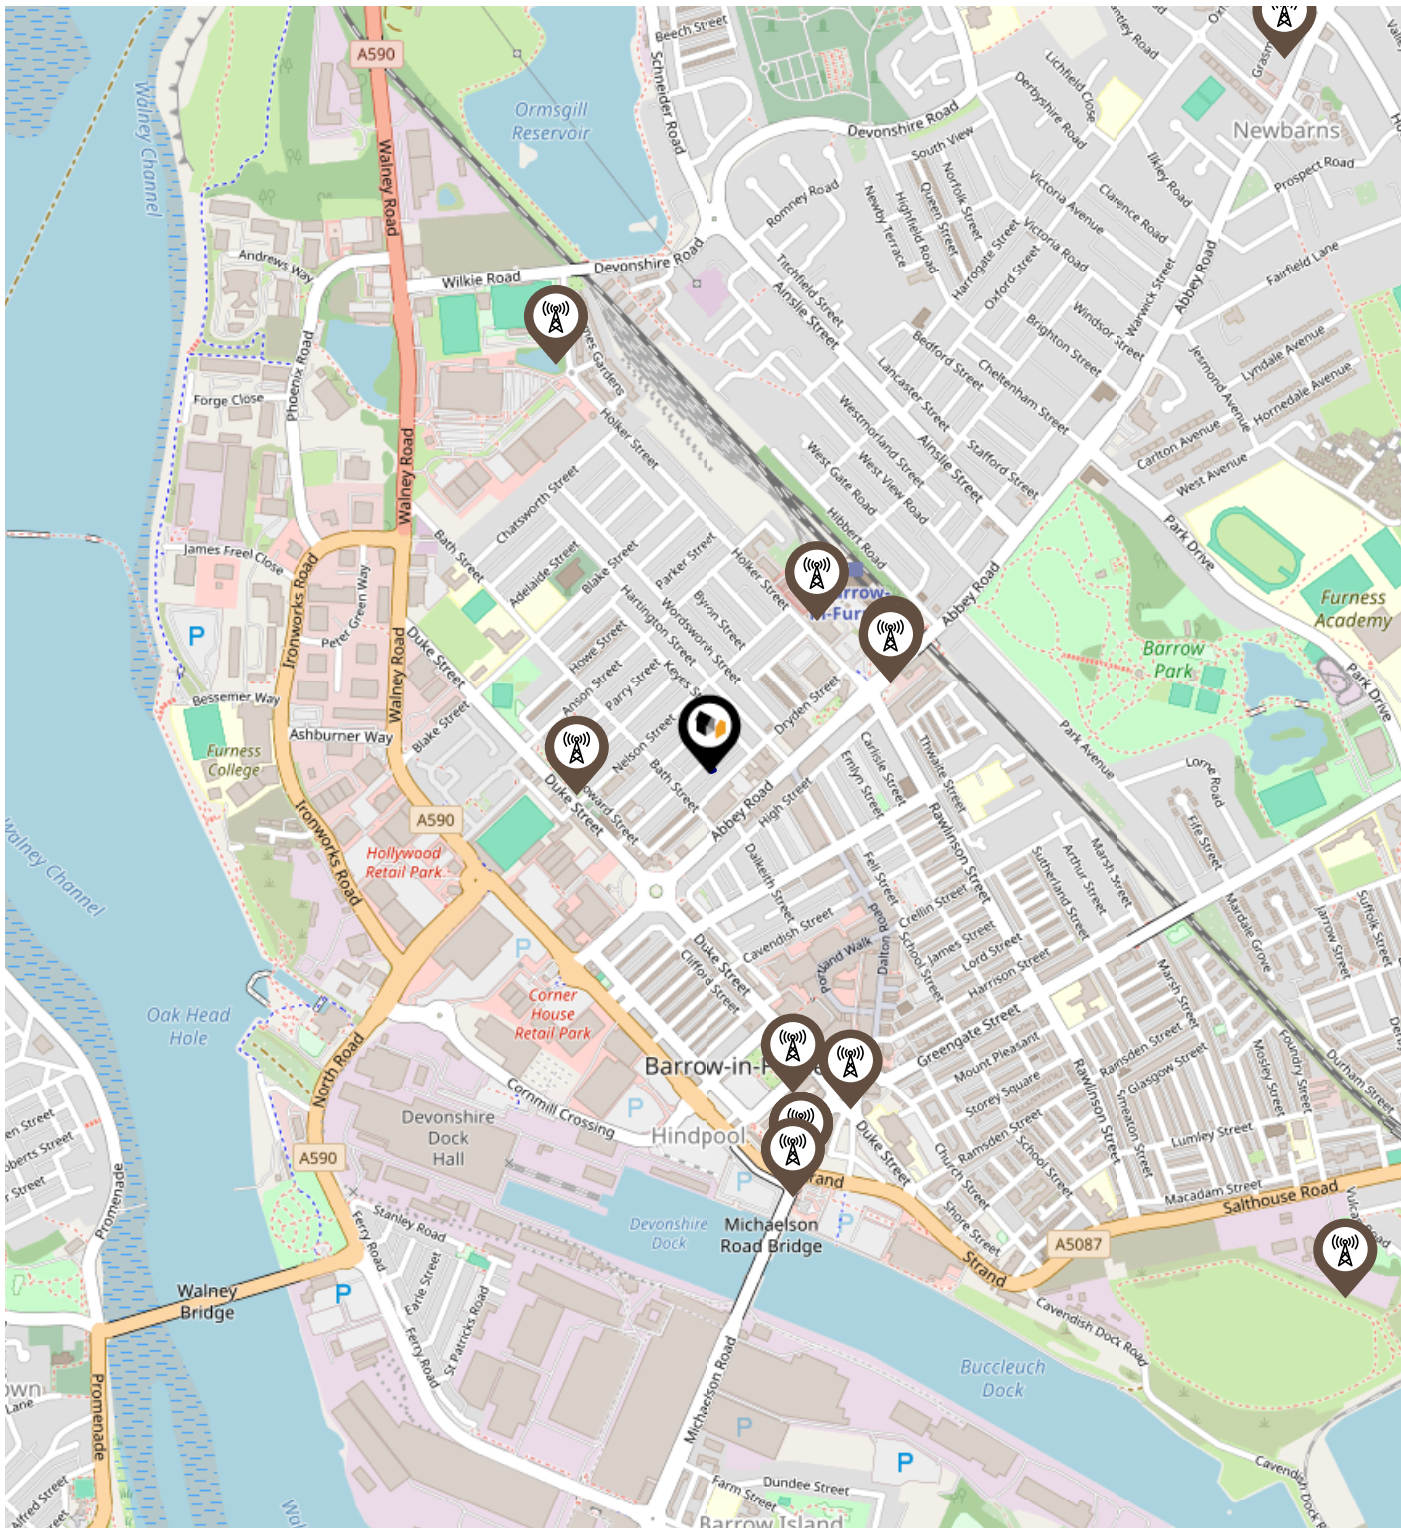 A590
Beech Street
Schneider Road
Walney Channel
Ormsgill
Reservoir
Walney Road
Devonshire Road
South View
Derbyshire Road
Lichfield Close
Newbarns
Prospect Road
Ilkley Road
Romney Road
Newby Terrace
Highfield Road
Queen Street
Norfolk Street
Victoria Avenue
Clarence Road
Victoria Road
Harrogate Street
Oxford Street
Abbey Road
Fairfield Lane
Andrews Way
Wilkie Road
Devonshire Road
Titchfield Street
Ainslie Street
Warwick Street
Windsor Street
Brighton Street
Bedford Street
Cheltenham Street
Lancaster Street
Jesmond Avenue
Lyndale Avenue
Hornedale Avenue
Phoenix Road
Forge Close
Walney Road
Holker Street
Westmorland Street
Ainslie Street
Stafford Street
Carlton Avenue
West Avenue
West Gate Road
West View Road
Hibbert Road
Chatsworth Street
Park Drive
James Freel Close
Bath Street
Adelaide Street
Blake Street
Parker Street
Holker Street
Abbey Road
Ironworks Road
Peter Green Way
Hartington Street
Wordsworth Street
Byron Street
Furness
Academy
P
Duke Street
Howe Street
Barrow
Park
Park Drive
Bessemer Way
Walney Road
Anson Street
Parry Street
Dryden Street
Ashburner Way
Blake Street
Nelson Street
Furness
College
Bath Street
Duke Street
Abbey Road
High Street
Emlyn Street
Carlisle Street
Thwaite Street
Park Avenue
Lorne Road
Fife Street
A590
Ironworks Road
Hollywood
Retail Park
Rawlinson Street
Dalkeith Street
Fell Street
Sutherland Street
Arthur Street
Marsh Street
Walney Channel
Cavendish Street
Portland Walk
Dalton Road
Crellin Street
School Street
James Street
Lord Street
Harrison Street
Mardale Grove
Jarrow Street
Suffolk Street
P
Duke Street
Clifford Street
Corner
House
Retail Park
Oak Head
Hole
Marsh Street
Greengate Street
Mount Pleasant
Storey Square
Ramsden Street
Glasgow Street
Mosley Street
Foundry Street
Durham Street
North Road
Cornmill Crossing
P
Hindpool
Devonshire
Dock
Hall
Duke Street
Ramsden Street
School Street
Rawlinson Street
Smeaton Street
Lumley Street
Church Street
A590
P
Macadam Street
Salthouse Road
Promenade
Ferry Road
Stanley Road
Devonshire
Dock
Michaelson
Road Bridge
P
Shore Street
A5087
Strand
Walney
Bridge
P
Earle Street
St Patricks Road
Ferry Road
Cavendish Dock Road
Michaelson Road
Buccleuch
Dock
Promenade
P
P
Dundee Street
Farm Street
Barrow Island